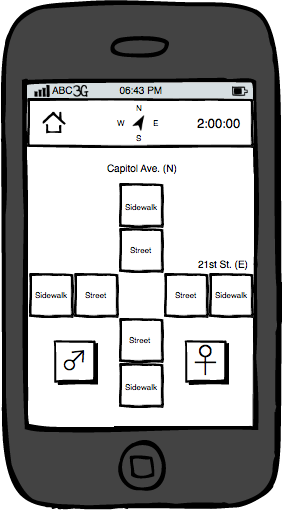 ABC 3G 06:43 PM
N
W E
S
2:00:00
Capitol Ave. (N)
Sidewalk
Street
21st St. (E)
Sidewalk Street Street Sidewalk
Street
Sidewalk